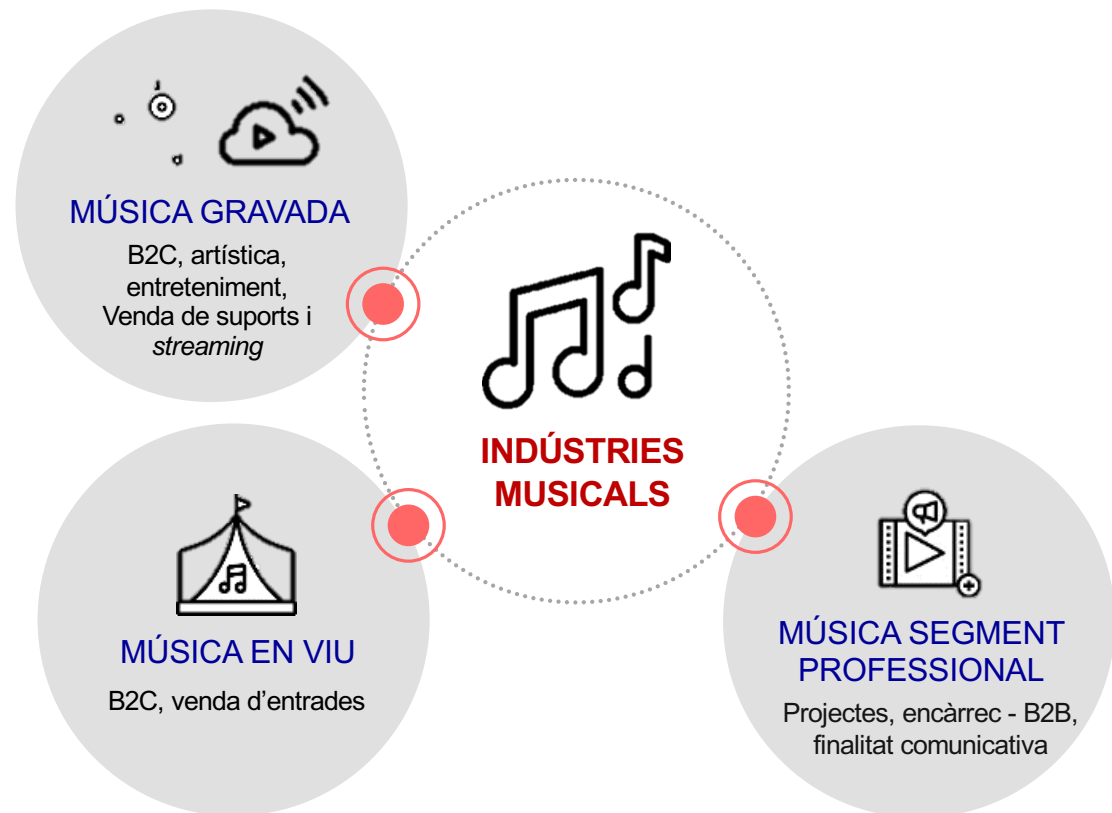 MÚSICA GRAVADA
B2C, artística,
entreteniment,
Venda de suports i
streaming
INDÚSTRIES
MUSICALS
MÚSICA EN VIU
B2C, venda d’entrades
MÚSICA SEGMENT
PROFESSIONAL
Projectes, encàrrec - B2B,
finalitat comunicativa